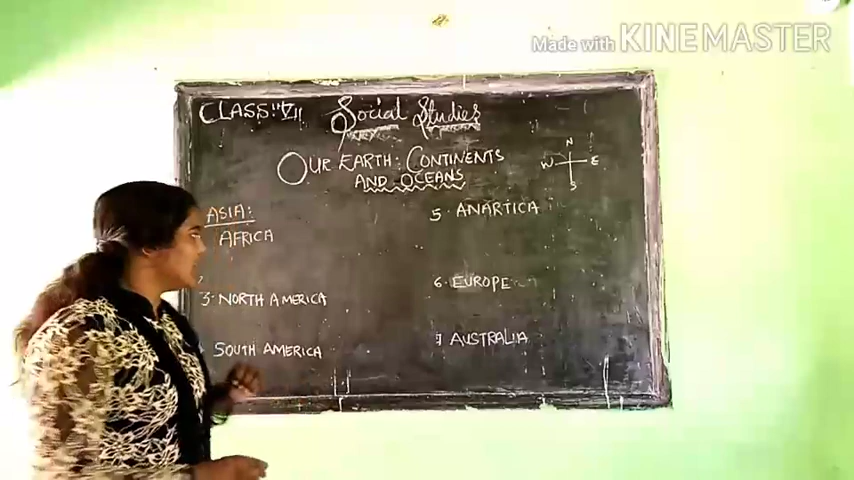 Made with KINEMASTER
CLASS: "VII
Social Studies
OUR EARTH: CONTINENTS
AND OCEANS
N
W E
S
ASIA:
AFRICA
3. NORTH AMERICA
SOUTH AMERICA
5. ANARTICA
6. EUROPE
7 AUSTRALIA